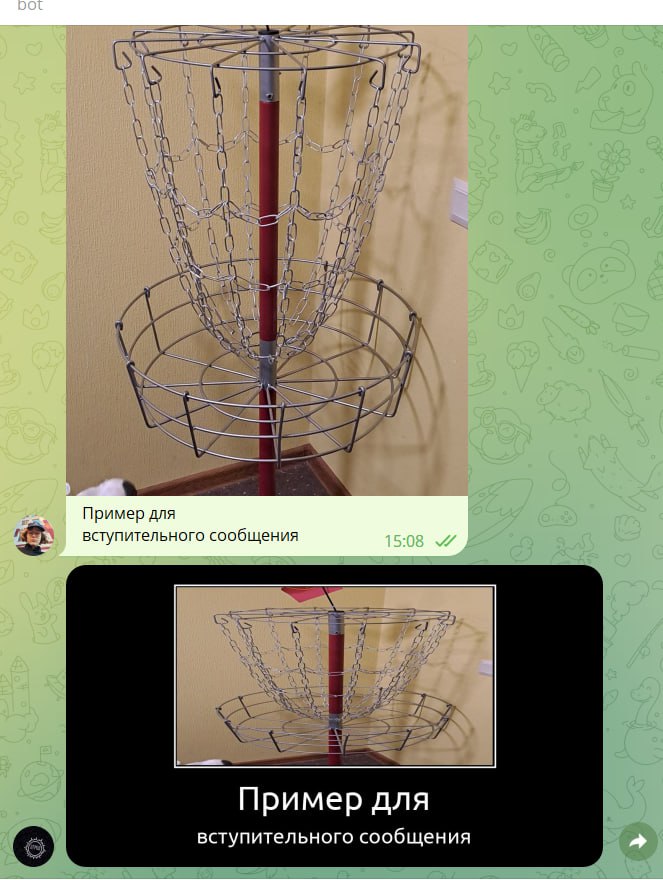 bot
Пример для
вступительного сообщения
15:08
Пример для
вступительного сообщения